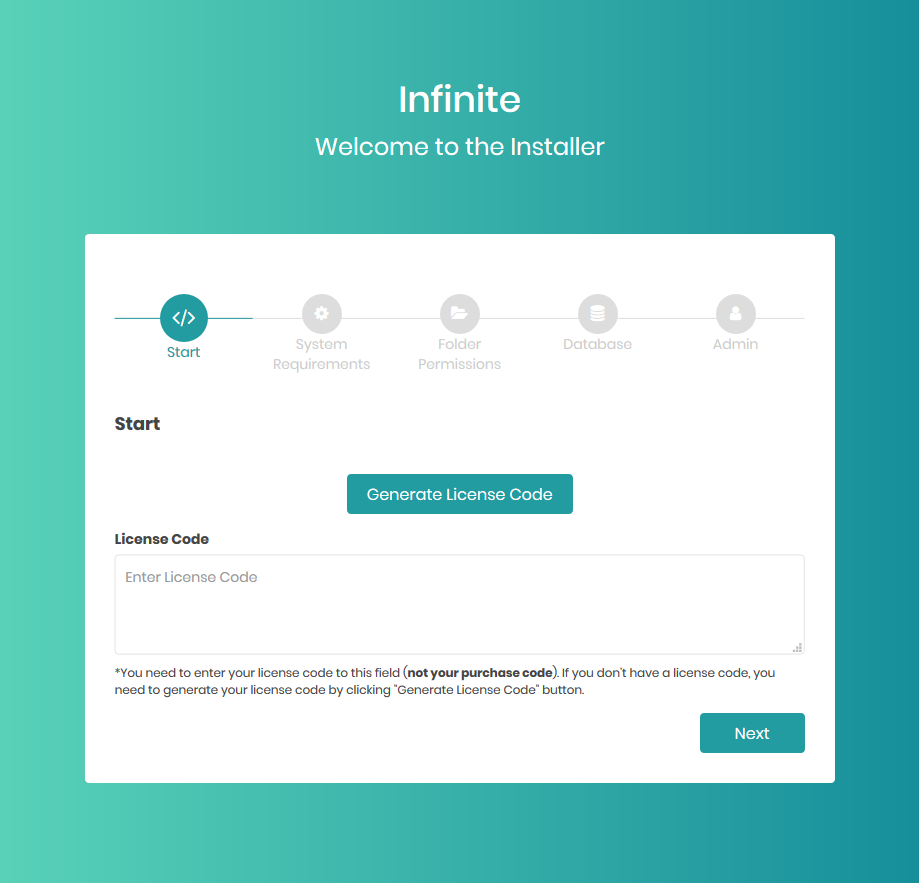 Infinite
Welcome to the Installer
Start
System
Requirements
Folder
Permissions
Database
Admin
Start
Generate License Code
License Code
Enter License Code
*You need to enter your license code to this field (not your purchase code). If you don't have a license code, you
need to generate your license code by clicking "Generate License Code" button.
Next